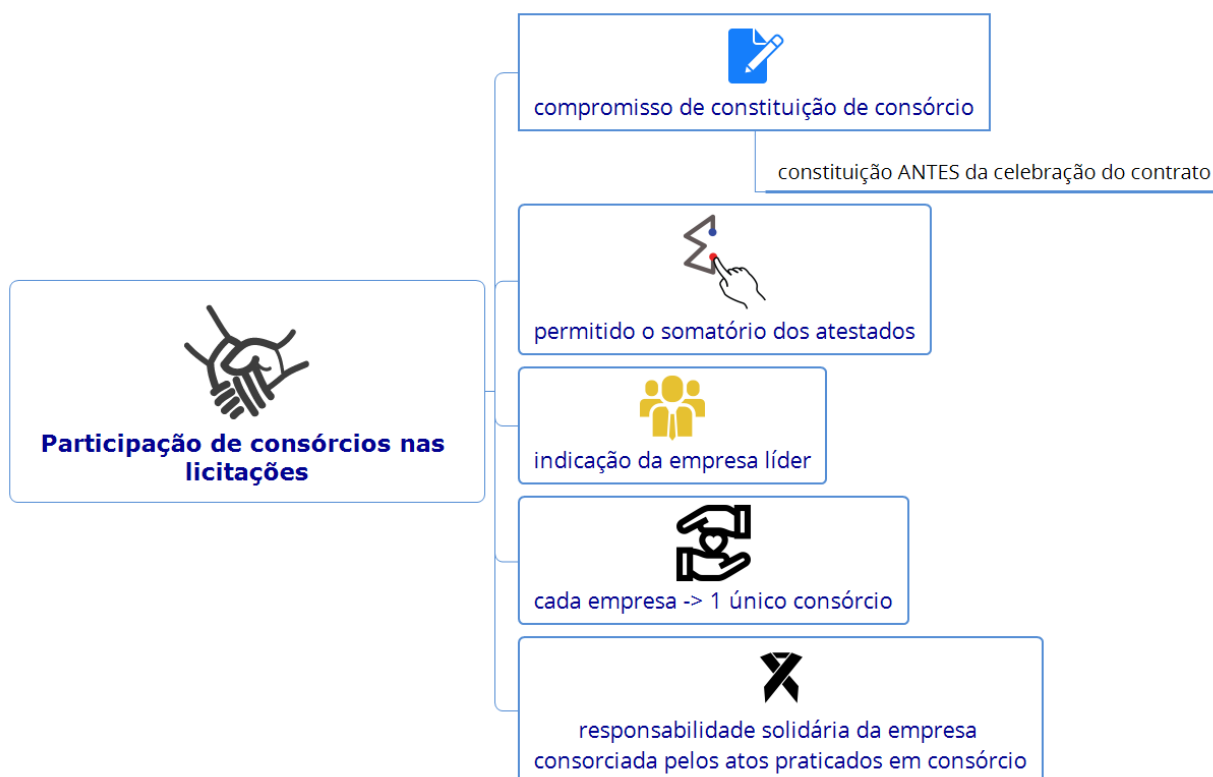 compromisso de constituição de consórcio
constituição ANTES da celebração do contrato
permitido o somatório dos atestados
Participação de consórcios nas
licitações
indicação da empresa líder
cada empresa -> 1 único consórcio
responsabilidade solidária da empresa
consorciada pelos atos praticados em consórcio